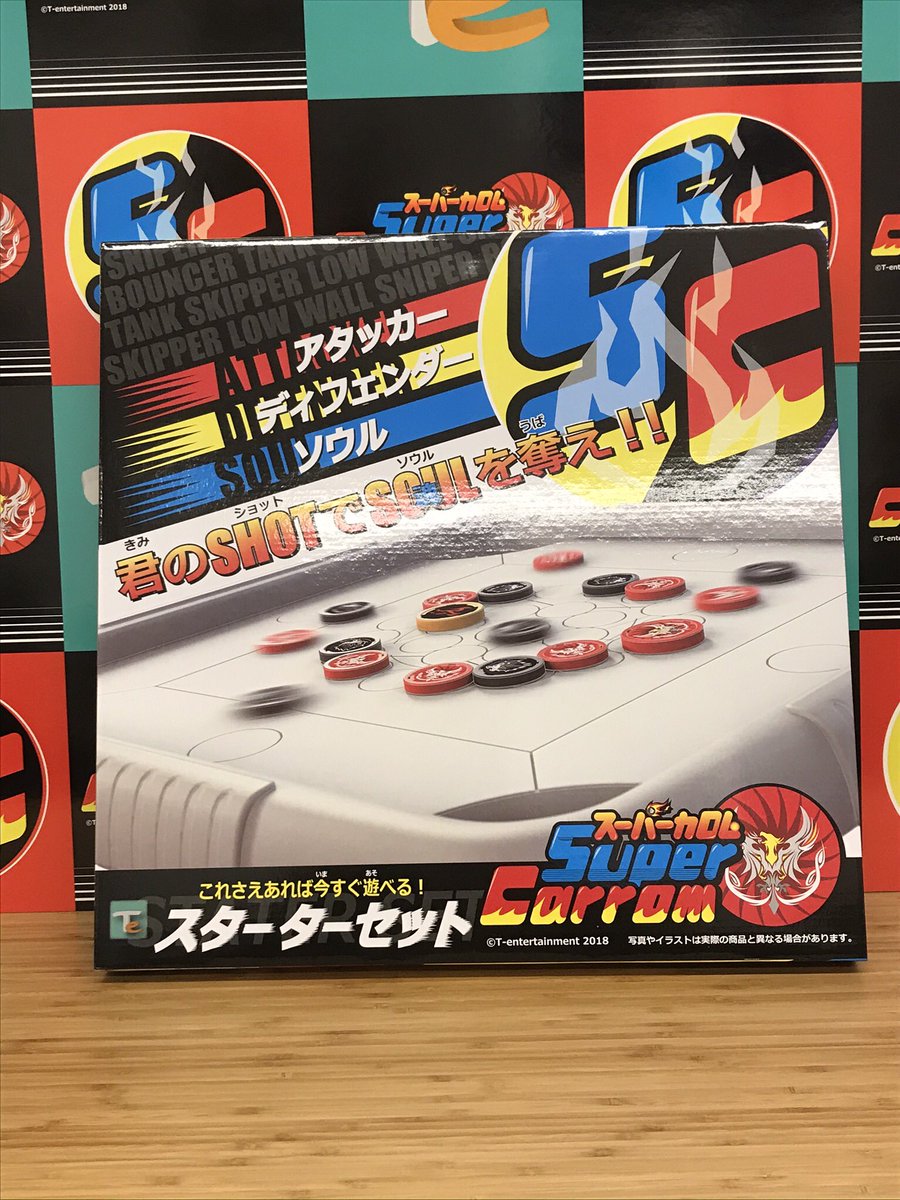 ©T-entertainment 2018
スーパーカロム
Super
SNIPER
BOUNCER TANK
TANK SKIPPER LOW WALL
SKIPPER LOW WALL SNIPER
SC
アタッカー
ディフェンダー
SOU
ソウル
きみ ショット ソウル うば
君のSHOTでSOULを奪え!!
いま あそ
これさえあれば今すぐ遊べる!
Te
スターターセット
スーパーカロム
Super
Carrom
©T-entertainment 2018 写真やイラストは実際の商品と異なる場合があります。